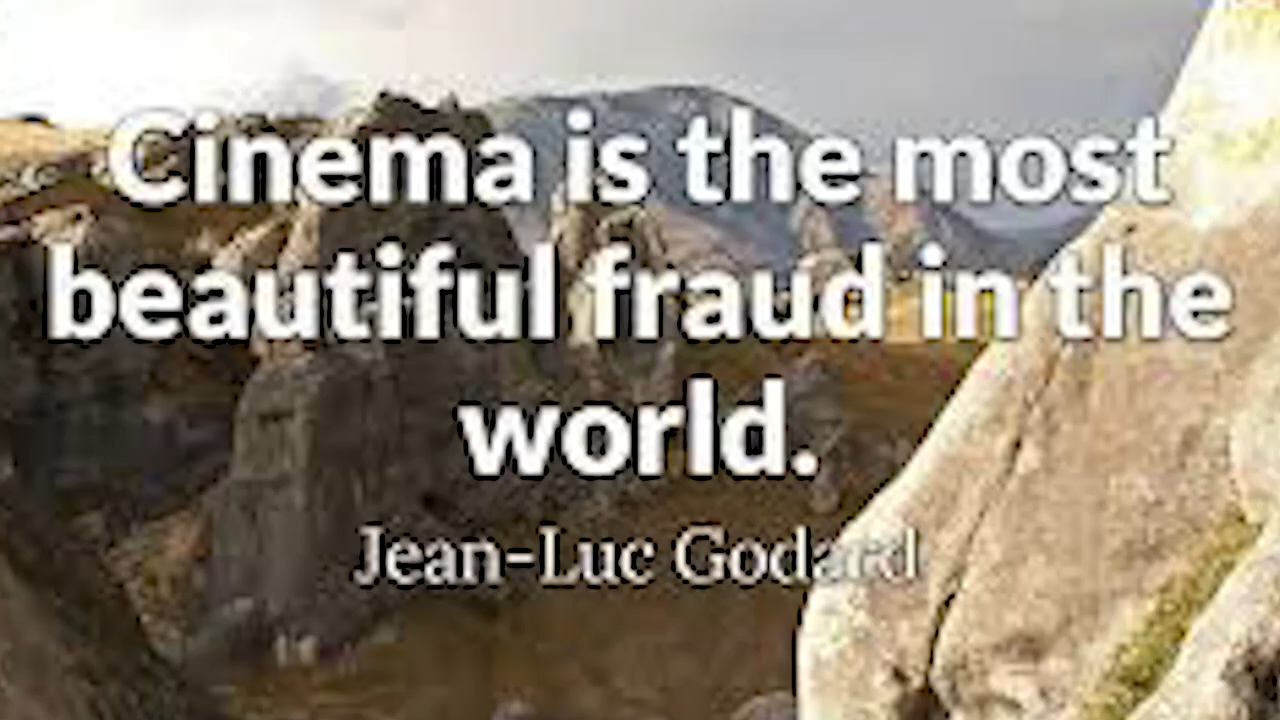 Cinema is the most
beautiful fraud in the
world.
Jean-Luc Godard